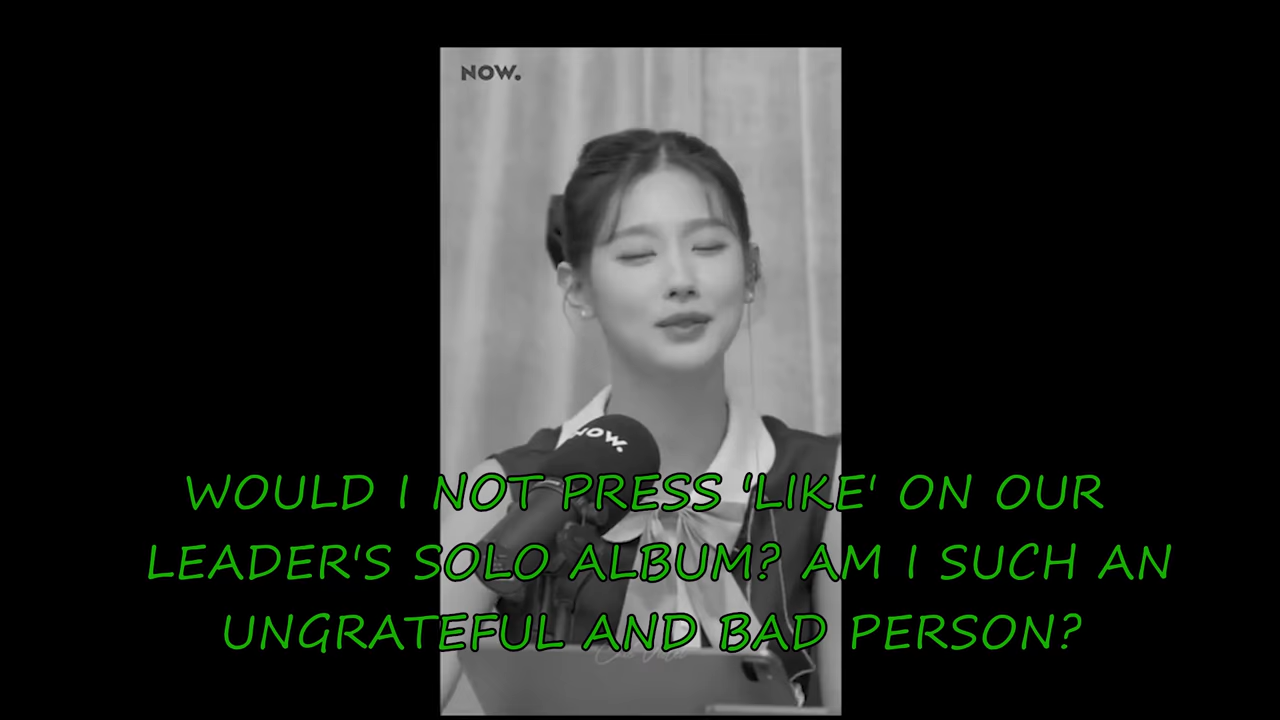 NOW.
NOW.
WOULD I NOT PRESS 'LIKE' ON OUR
LEADER'S SOLO ALBUM? AM I SUCH AN
UNGRATEFUL AND BAD PERSON?